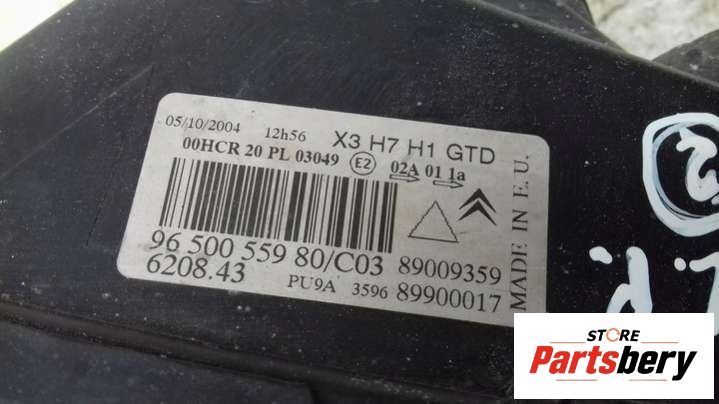 05/10/2004 12h56 X3 H7 H1 GTD
00HCR 20 PL 03049 E2 02A 01 1a
96 500 559 80/C03 89009359
6208.43 PU9A 3596 89900017
MADE IN E.U.
STORE
Partsbery